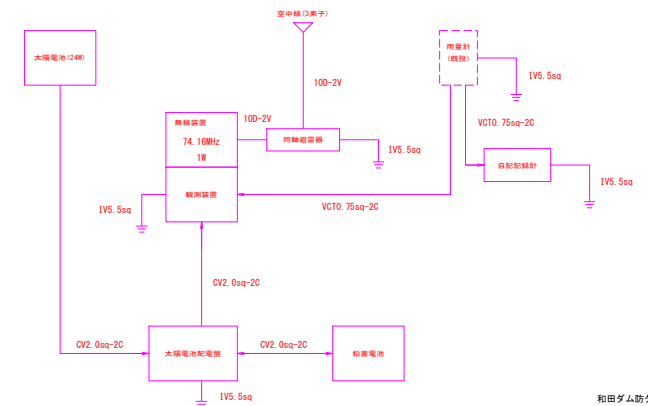 空中線(3素子)
太陽電池(24W)
雨量計
(既設)
IV5.5sq
10D-2V
無線装置
74.16MHz
1W
10D-2V
同軸避雷器
IV5.5sq
VCT0.75sq-2C
自記記録計
IV5.5sq
観測装置
IV5.5sq
VCT0.75sq-2C
CV2.0sq-2C
CV2.0sq-2C
太陽電池配電盤
CV2.0sq-2C
鉛蓄電池
IV5.5sq
和田ダム防